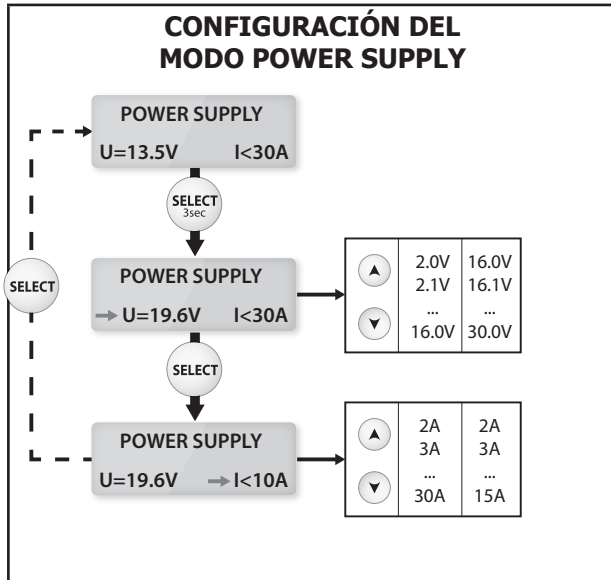 CONFIGURACIÓN DEL
MODO POWER SUPPLY
POWER SUPPLY
U=13.5V I<30A
SELECT
3sec
SELECT
POWER SUPPLY
U=19.6V I<30A
2.0V 16.0V
2.1V 16.1V
... ...
16.0V 30.0V
SELECT
POWER SUPPLY
U=19.6V I<10A
2A 2A
3A 3A
... ...
30A 15A